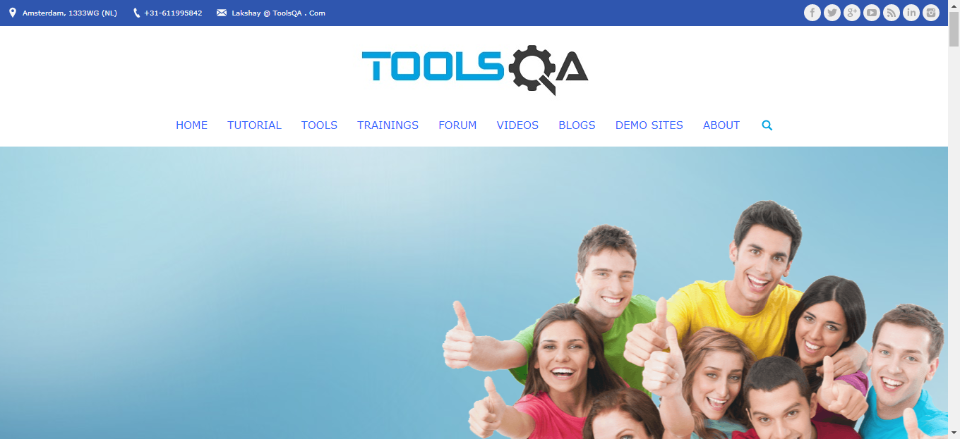 Amsterdam, 1333WG (NL) +31-611995842 Lakshay @ ToolsQA . Com
TOOLSQA
HOME TUTORIAL TOOLS TRAININGS FORUM VIDEOS BLOGS DEMO SITES ABOUT